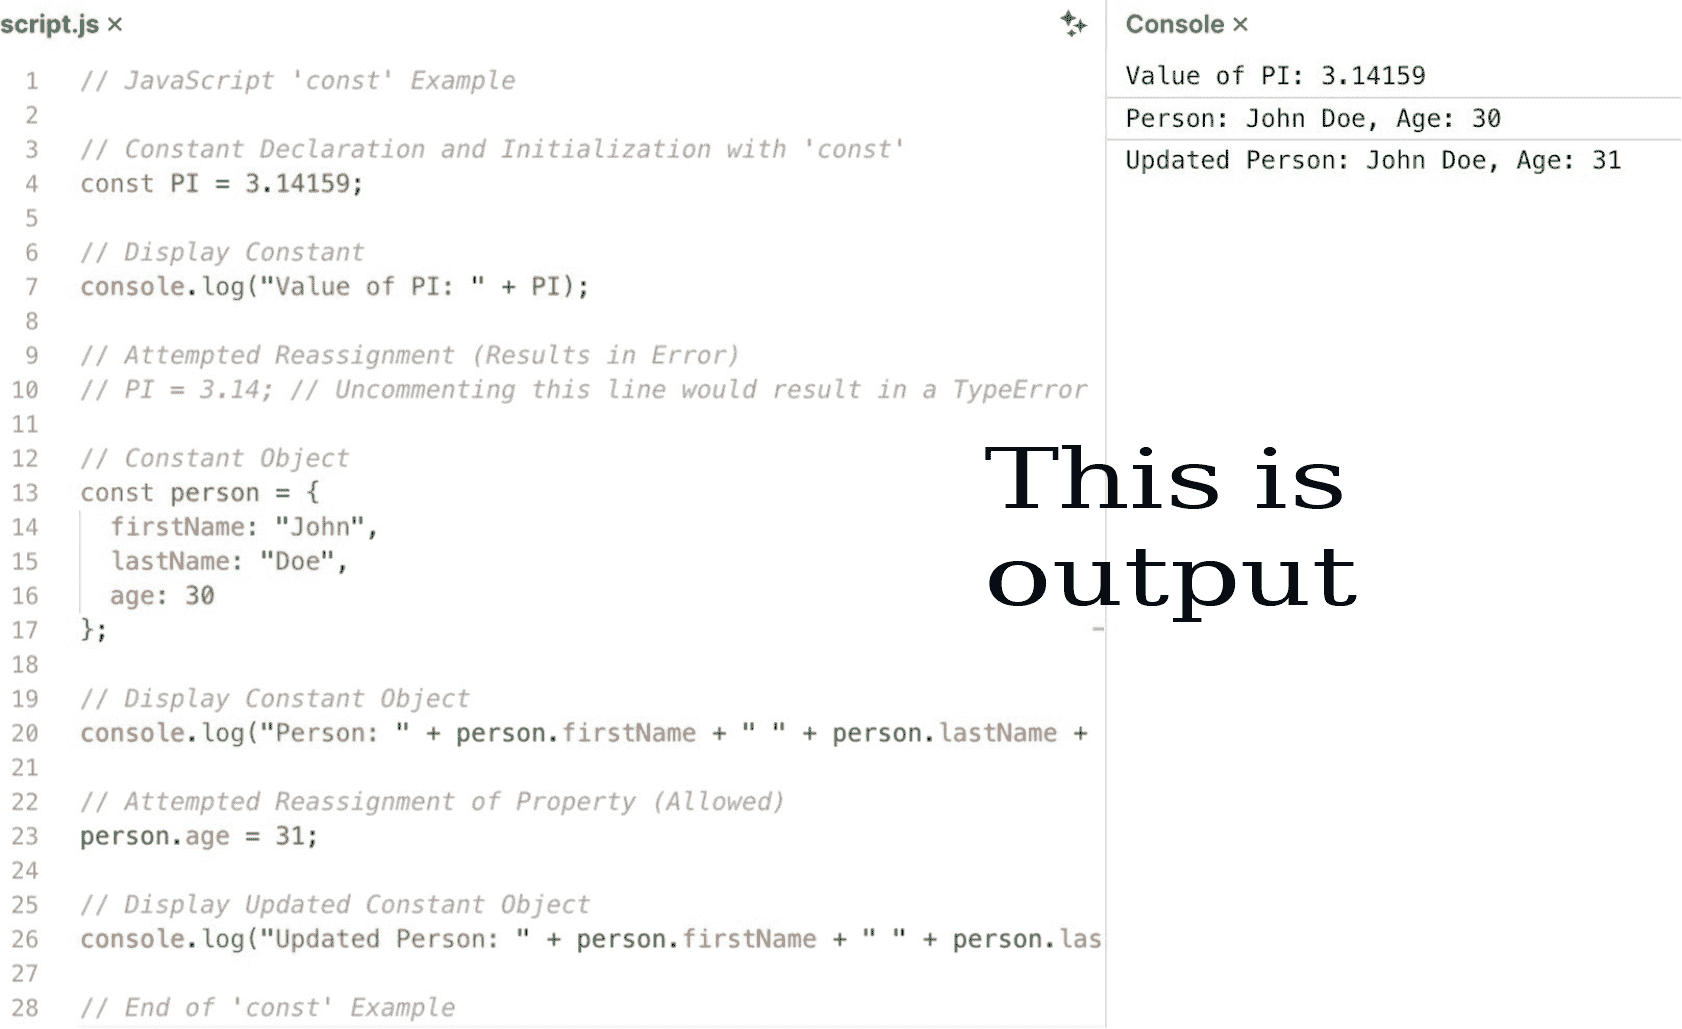 script.js ×
1 // JavaScript 'const' Example
2
3 // Constant Declaration and Initialization with 'const'
4 const PI = 3.14159;
5
6 // Display Constant
7 console.log("Value of PI: " + PI);
8
9 // Attempted Reassignment (Results in Error)
10 // PI = 3.14; // Uncommenting this line would result in a TypeError
11
12 // Constant Object
13 const person = {
14 firstName: "John",
15 lastName: "Doe",
16 age: 30
17 };
18
19 // Display Constant Object
20 console.log("Person: " + person.firstName + " " + person.lastName +
21
22 // Attempted Reassignment of Property (Allowed)
23 person.age = 31;
24
25 // Display Updated Constant Object
26 console.log("Updated Person: " + person.firstName + " " + person.las
27
28 // End of 'const' Example
Console ×
Value of PI: 3.14159
Person: John Doe, Age: 30
Updated Person: John Doe, Age: 31
This is
output